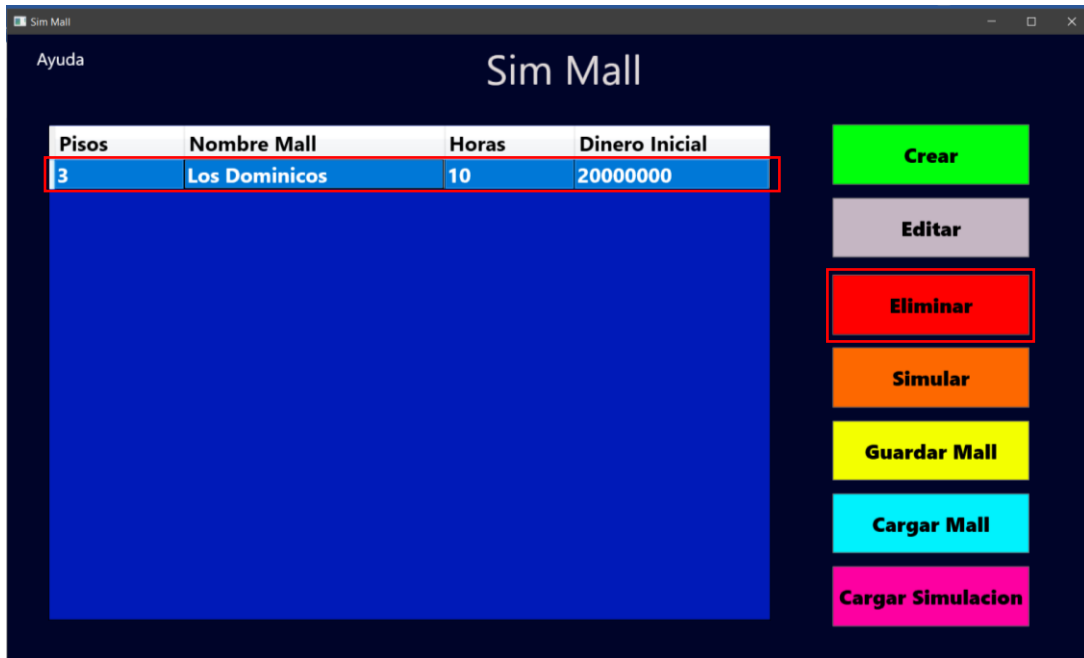 Sim Mall
Ayuda
Sim Mall
Pisos Nombre Mall Horas Dinero Inicial
3 Los Dominicos 10 20000000
Crear
Editar
Eliminar
Simular
Guardar Mall
Cargar Mall
Cargar Simulacion